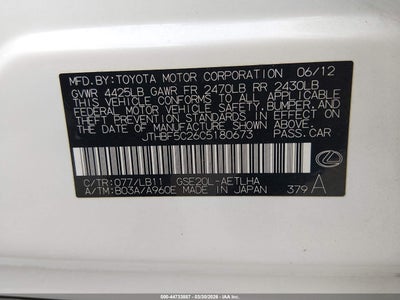 MFD.BY:TOYOTA MOTOR CORPORATION 06/12
GVWR 4425LB GAWR FR 2470LB RR 2430LB
THIS VEHICLE CONFORMS TO ALL APPLICABLE
FEDERAL MOTOR VEHICLE SAFETY,BUMPER,AND
THEFT PREVENTION STANDARDS IN EFFECT ON
THE DATE OF MANUFACTURE SHOWN ABOVE.
JTHBF5C26C5180673 PASS.CAR
C/TR:077/LB11 GSE20L-AETLHA
A/TM:B03A/A960E MADE IN JAPAN 379 A
600-44733887 - 03/30/2026 - IAA, Inc.